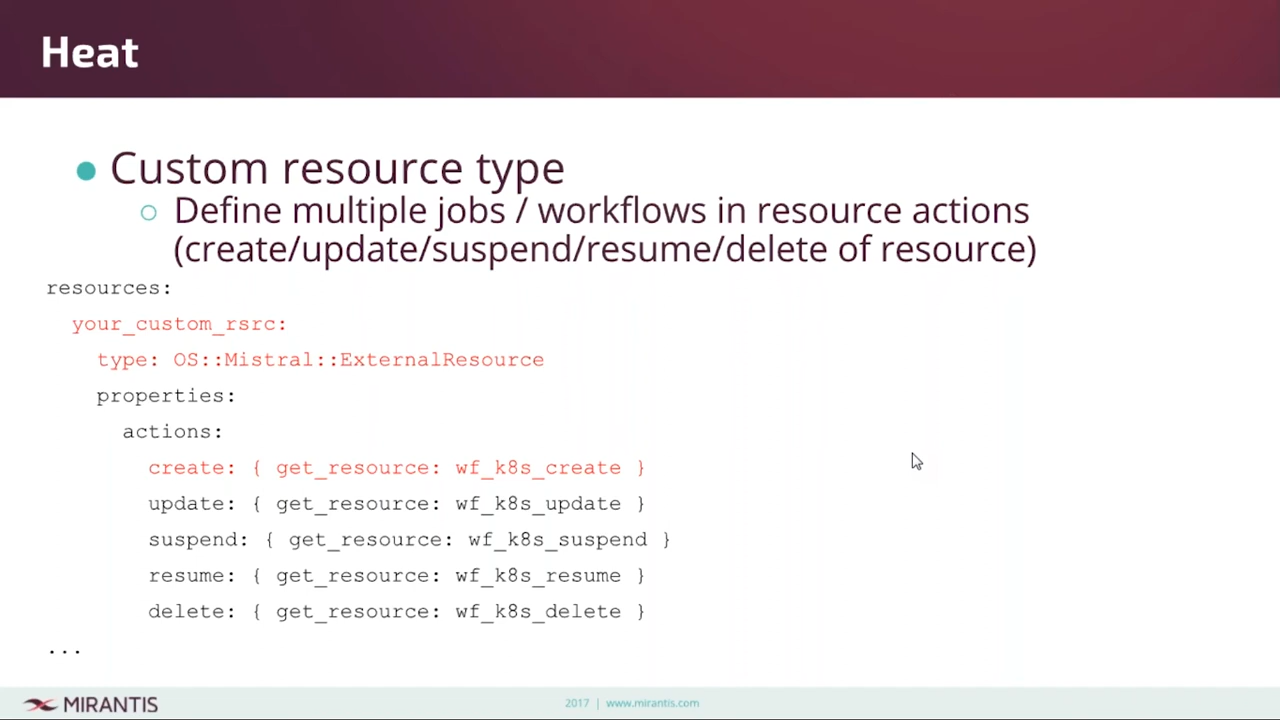 Heat
● Custom resource type
○ Define multiple jobs / workflows in resource actions
(create/update/suspend/resume/delete of resource)
resources:
  your_custom_rsrc:
    type: OS::Mistral::ExternalResource
    properties:
      actions:
        create: { get_resource: wf_k8s_create }
        update: { get_resource: wf_k8s_update }
        suspend: { get_resource: wf_k8s_suspend }
        resume: { get_resource: wf_k8s_resume }
        delete: { get_resource: wf_k8s_delete }
...
MIRANTIS
2017 | www.mirantis.com